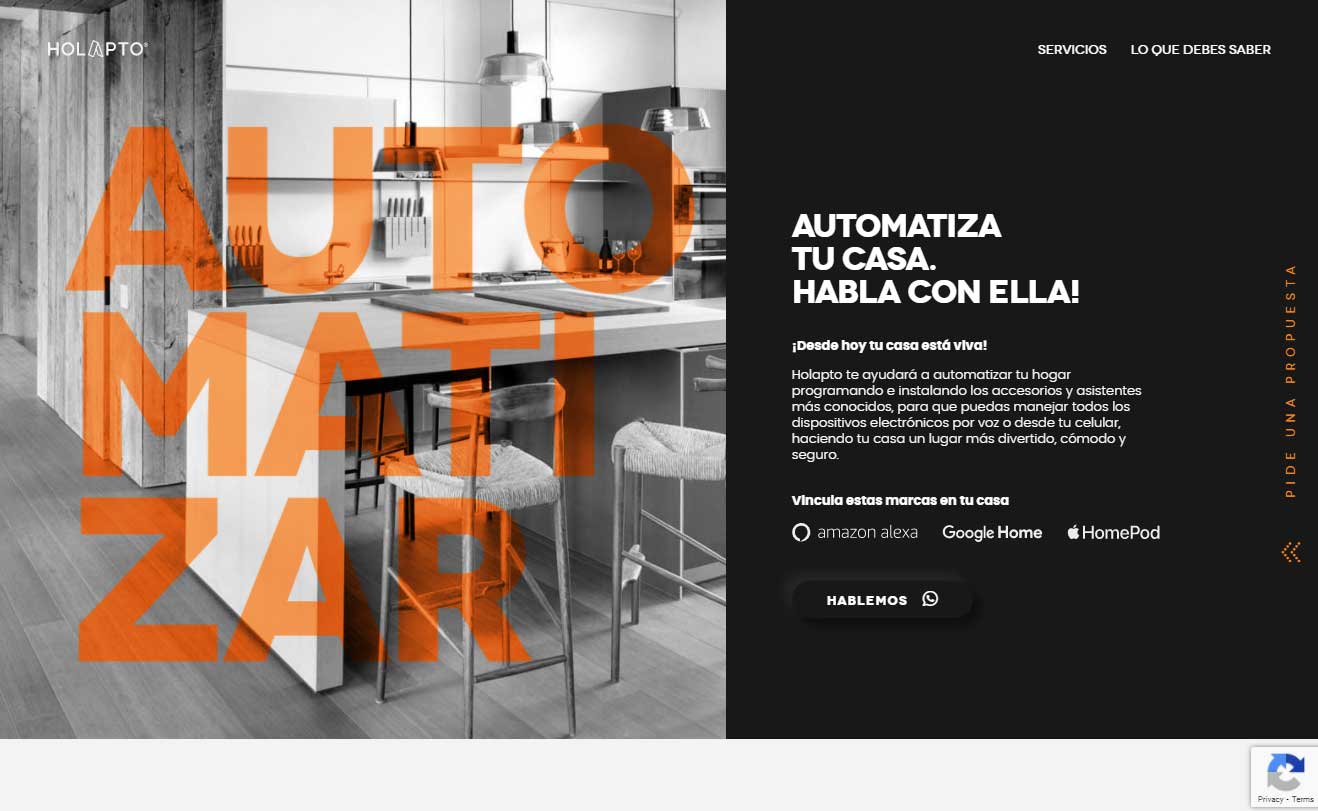 HOLAPTO®
SERVICIOS
LO QUE DEBES SABER
AUTO
MATI
ZAR
AUTOMATIZA
TU CASA.
HABLA CON ELLA!
¡Desde hoy tu casa está viva!
Holapto te ayudará a automatizar tu hogar
programando e instalando los accesorios y asistentes
más conocidos, para que puedas manejar todos los
dispositivos electrónicos por voz o desde tu celular,
haciendo tu casa un lugar más divertido, cómodo y
seguro.
Vincula estas marcas en tu casa
amazon alexa
Google Home
HomePod
HABLEMOS
PIDE UNA PROPUESTA
Privacy - Terms